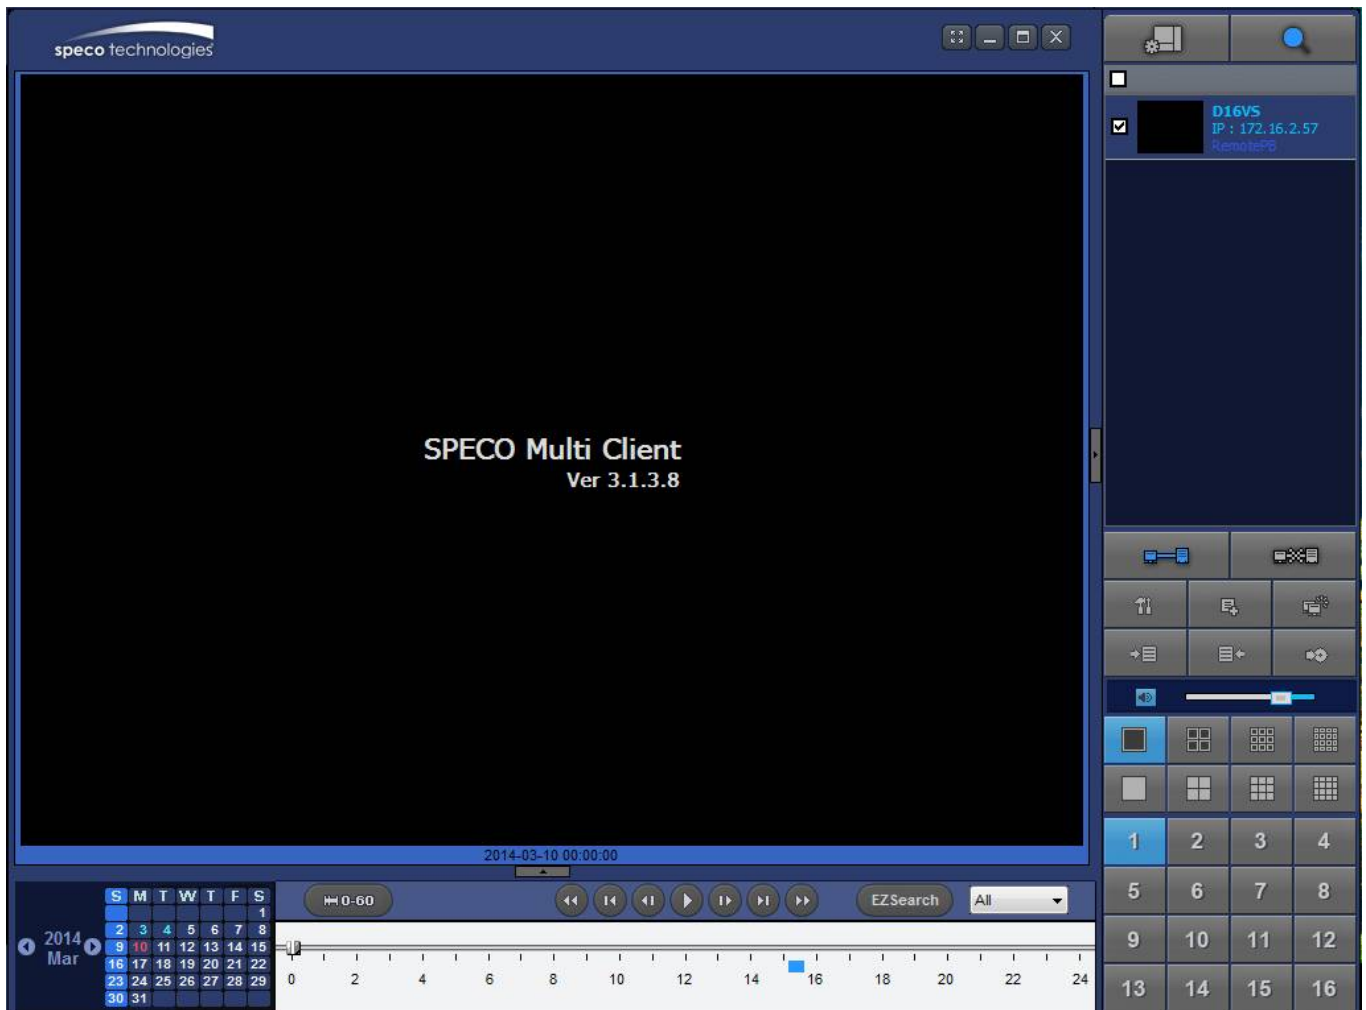 speco technologies
D16VS
IP : 172.16.2.57
RemotePB
SPECO Multi Client
Ver 3.1.3.8
2014-03-10 00:00:00
0-60
EZSearch
All
2014
Mar
S M T W T F S
1
2 3 4 5 6 7 8
9 10 11 12 13 14 15
16 17 18 19 20 21 22
23 24 25 26 27 28 29
30 31
0 2 4 6 8 10 12 14 16 18 20 22 24
1 2 3 4
5 6 7 8
9 10 11 12
13 14 15 16